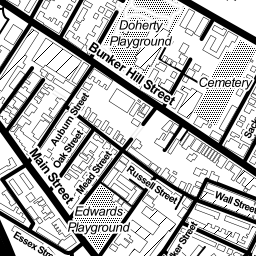 Doherty
Playground
Bunker Hill Street
Cemetery
Auburn Street
Oak Street
Main Street
Mead Street
Russell Street
Wall Street
Edwards
Playground
Essex